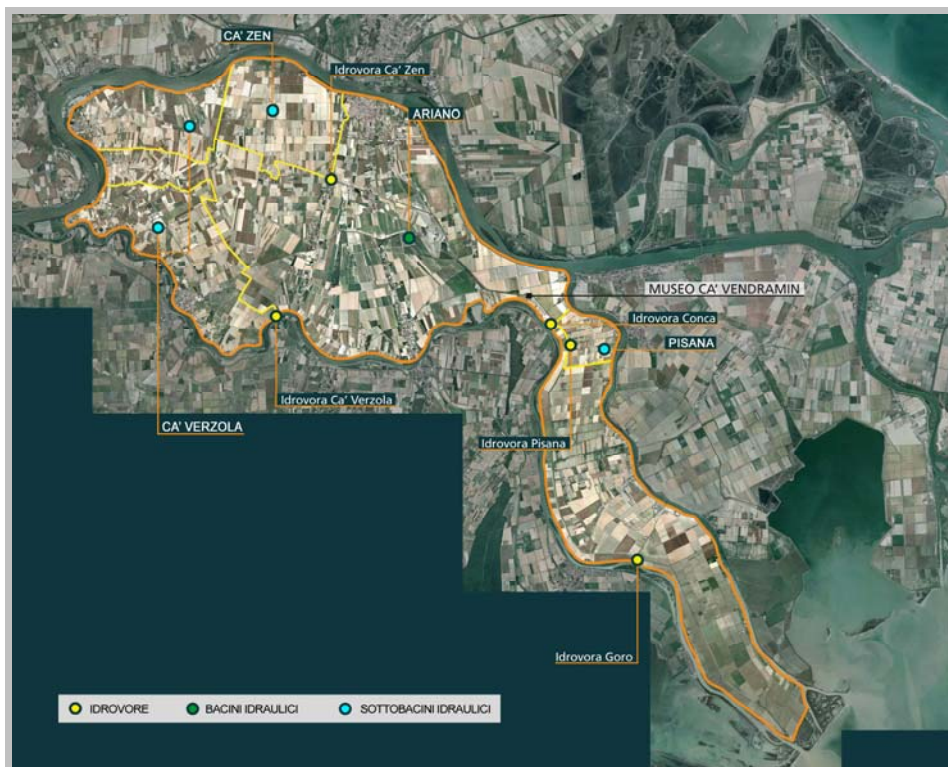 CA' ZEN
Idrovora Ca' Zen
ARIANO
MUSEO CA' VENDRAMIN
Idrovora Conca
PISANA
Idrovora Ca' Verzola
CA' VERZOLA
Idrovora Pisana
Idrovora Goro
IDROVORE
BACINI IDRAULICI
SOTTOBACINI IDRAULICI